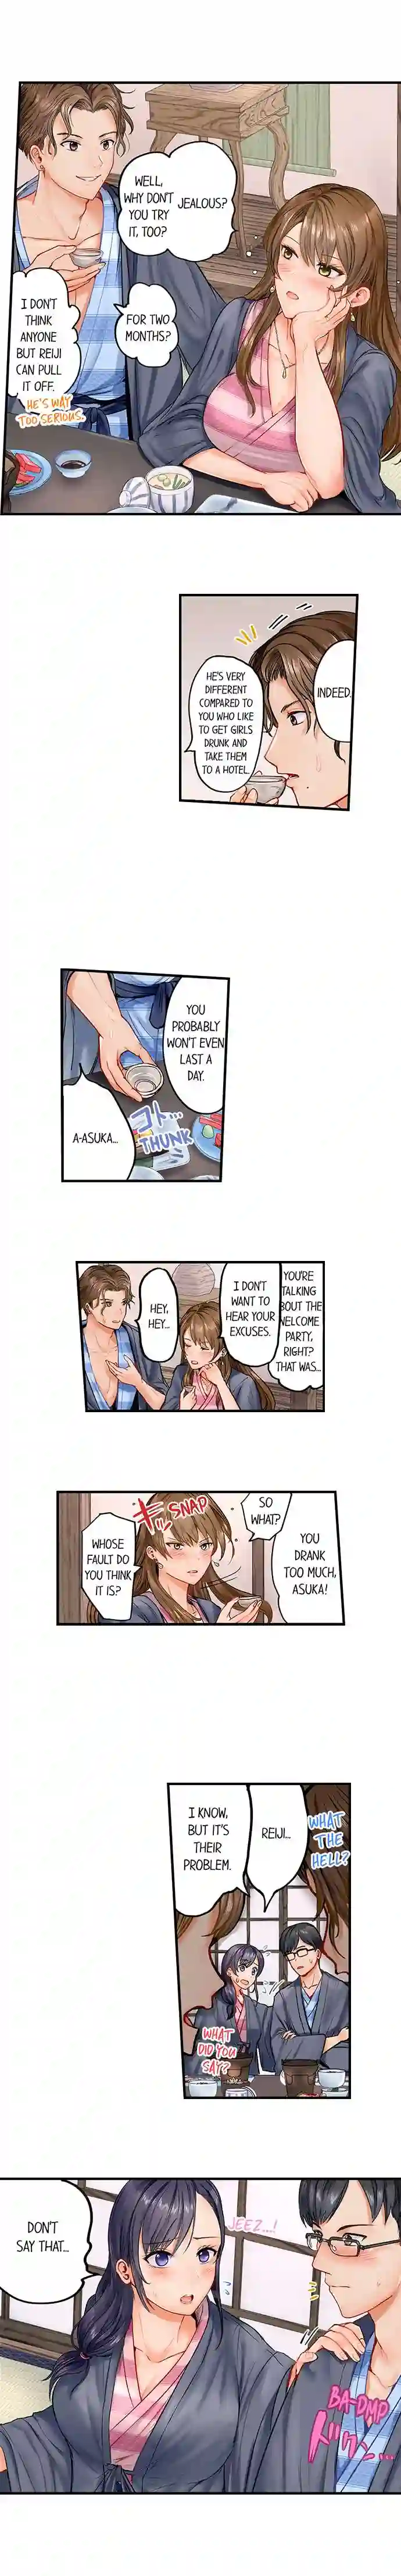 JEALOUS?
WELL,
WHY DON'T
YOU TRY
IT, TOO?
FOR TWO
MONTHS?
I DON'T
THINK
ANYONE
BUT REIJI
CAN PULL
IT OFF.
HE'S WAY
TOO SERIOUS.
INDEED.
HE'S VERY
DIFFERENT
COMPARED TO
YOU WHO LIKE
TO GET GIRLS
DRUNK AND
TAKE THEM
TO A HOTEL.
YOU
PROBABLY
WON'T EVEN
LAST A
DAY.
コト...
THUNK
A-ASUKA...
YOU'RE
TALKING
BOUT THE
WELCOME
PARTY,
RIGHT?
THAT WAS...
I DON'T
WANT TO
HEAR YOUR
EXCUSES.
HEY,
HEY...
YOU
DRANK
TOO MUCH,
ASUKA!
SO
WHAT?
SNAP
WHOSE
FAULT DO
YOU THINK
IT IS?
WHAT
THE
HELL?
REIJI...
I KNOW,
BUT IT'S
THEIR
PROBLEM.
WHAT
DID YOU
SAY?
JEEZ...!
DON'T
SAY THAT...
BA-DMP
ドクン...